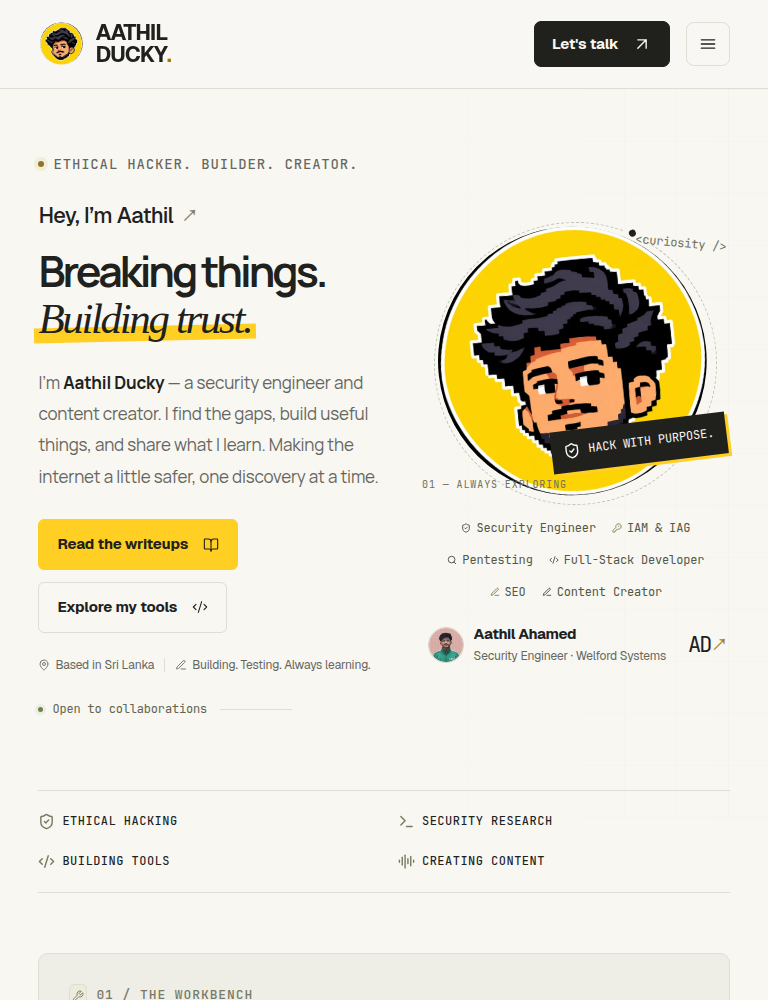 AATHIL
DUCKY.
Let's talk
ETHICAL HACKER. BUILDER. CREATOR.
Hey, I'm Aathil ↗
Breaking things.
Building trust.
I'm Aathil Ducky — a security engineer and
content creator. I find the gaps, build useful
things, and share what I learn. Making the
internet a little safer, one discovery at a time.
Read the writeups
Explore my tools
Based in Sri Lanka
Building. Testing. Always learning.
Open to collaborations
<curiosity />
HACK WITH PURPOSE.
01 — ALWAYS EXPLORING
Security Engineer IAM & IAG
Pentesting Full-Stack Developer
SEO Content Creator
Aathil Ahamed
Security Engineer · Welford Systems
AD↗
ETHICAL HACKING
SECURITY RESEARCH
BUILDING TOOLS
CREATING CONTENT
01 / THE WORKBENCH